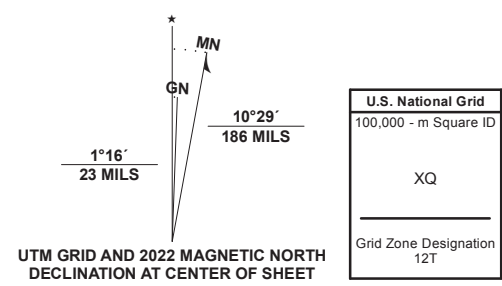 MN
GN
10°29´
186 MILS
1°16´
23 MILS
UTM GRID AND 2022 MAGNETIC NORTH
DECLINATION AT CENTER OF SHEET
U.S. National Grid
100,000 - m Square ID
XQ
Grid Zone Designation
12T